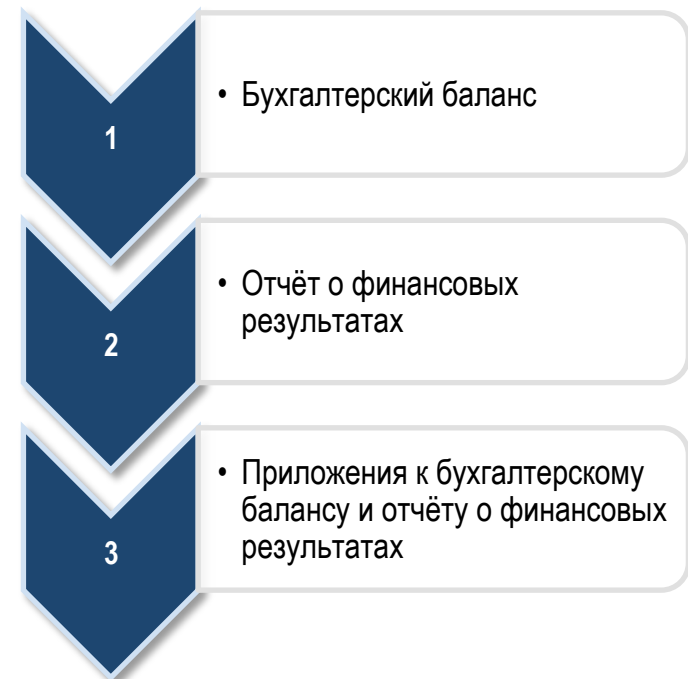 1
• Бухгалтерский баланс
2
• Отчёт о финансовых
результатах
3
• Приложения к бухгалтерскому
балансу и отчёту о финансовых
результатах